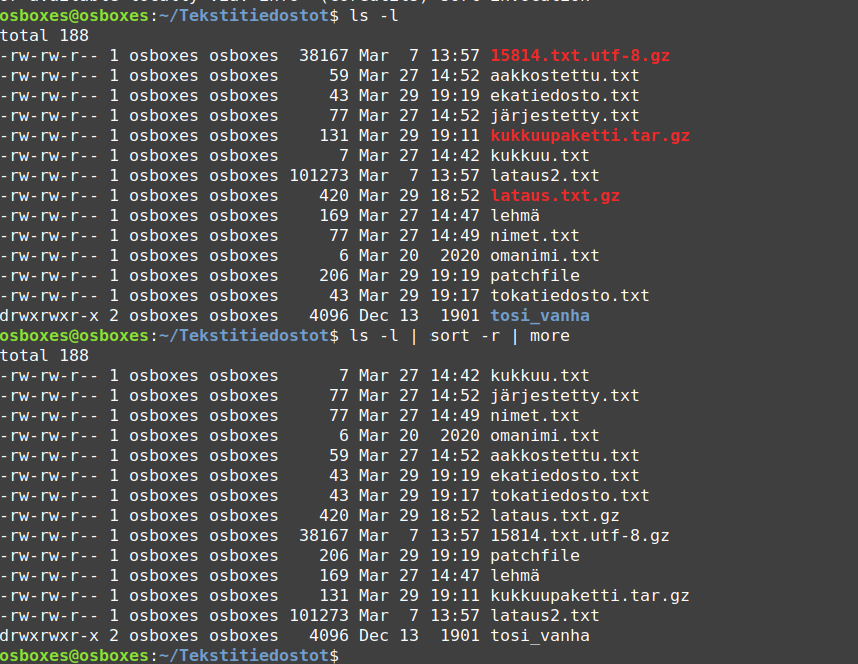 osboxes@osboxes:~/Tekstitiedostot$ ls -l
total 188
-rw-rw-r-- 1 osboxes osboxes  38167 Mar  7 13:57 15814.txt.utf-8.gz
-rw-rw-r-- 1 osboxes osboxes     59 Mar 27 14:52 aakkostettu.txt
-rw-rw-r-- 1 osboxes osboxes     43 Mar 29 19:19 ekatiedosto.txt
-rw-rw-r-- 1 osboxes osboxes     77 Mar 27 14:52 järjestetty.txt
-rw-rw-r-- 1 osboxes osboxes    131 Mar 29 19:11 kukkuupaketti.tar.gz
-rw-rw-r-- 1 osboxes osboxes      7 Mar 27 14:42 kukkuu.txt
-rw-rw-r-- 1 osboxes osboxes 101273 Mar  7 13:57 lataus2.txt
-rw-rw-r-- 1 osboxes osboxes    420 Mar 29 18:52 lataus.txt.gz
-rw-rw-r-- 1 osboxes osboxes    169 Mar 27 14:47 lehmä
-rw-rw-r-- 1 osboxes osboxes     77 Mar 27 14:49 nimet.txt
-rw-rw-r-- 1 osboxes osboxes      6 Mar 20  2020 omanimi.txt
-rw-rw-r-- 1 osboxes osboxes    206 Mar 29 19:19 patchfile
-rw-rw-r-- 1 osboxes osboxes     43 Mar 29 19:17 tokatiedosto.txt
drwxrwxr-x 2 osboxes osboxes   4096 Dec 13  1901 tosi_vanha
osboxes@osboxes:~/Tekstitiedostot$ ls -l | sort -r | more
total 188
-rw-rw-r-- 1 osboxes osboxes      7 Mar 27 14:42 kukkuu.txt
-rw-rw-r-- 1 osboxes osboxes     77 Mar 27 14:52 järjestetty.txt
-rw-rw-r-- 1 osboxes osboxes     77 Mar 27 14:49 nimet.txt
-rw-rw-r-- 1 osboxes osboxes      6 Mar 20  2020 omanimi.txt
-rw-rw-r-- 1 osboxes osboxes     59 Mar 27 14:52 aakkostettu.txt
-rw-rw-r-- 1 osboxes osboxes     43 Mar 29 19:19 ekatiedosto.txt
-rw-rw-r-- 1 osboxes osboxes     43 Mar 29 19:17 tokatiedosto.txt
-rw-rw-r-- 1 osboxes osboxes    420 Mar 29 18:52 lataus.txt.gz
-rw-rw-r-- 1 osboxes osboxes  38167 Mar  7 13:57 15814.txt.utf-8.gz
-rw-rw-r-- 1 osboxes osboxes    206 Mar 29 19:19 patchfile
-rw-rw-r-- 1 osboxes osboxes    169 Mar 27 14:47 lehmä
-rw-rw-r-- 1 osboxes osboxes    131 Mar 29 19:11 kukkuupaketti.tar.gz
-rw-rw-r-- 1 osboxes osboxes 101273 Mar  7 13:57 lataus2.txt
drwxrwxr-x 2 osboxes osboxes   4096 Dec 13  1901 tosi_vanha
osboxes@osboxes:~/Tekstitiedostot$